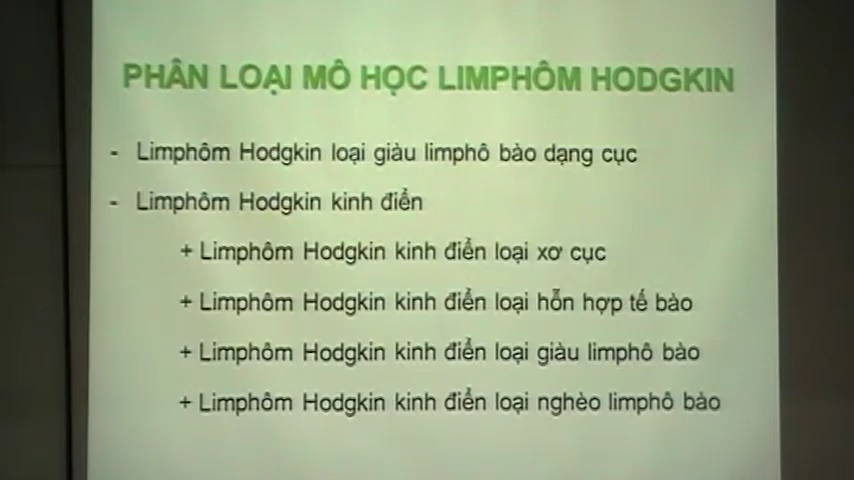 PHÂN LOẠI MÔ HỌC LIMPHÔM HODGKIN
- Limphôm Hodgkin loại giàu limphô bào dạng cục
- Limphôm Hodgkin kinh điển
+ Limphôm Hodgkin kinh điển loại xơ cục
+ Limphôm Hodgkin kinh điển loại hỗn hợp tế bào
+ Limphôm Hodgkin kinh điển loại giàu limphô bào
+ Limphôm Hodgkin kinh điển loại nghèo limphô bào